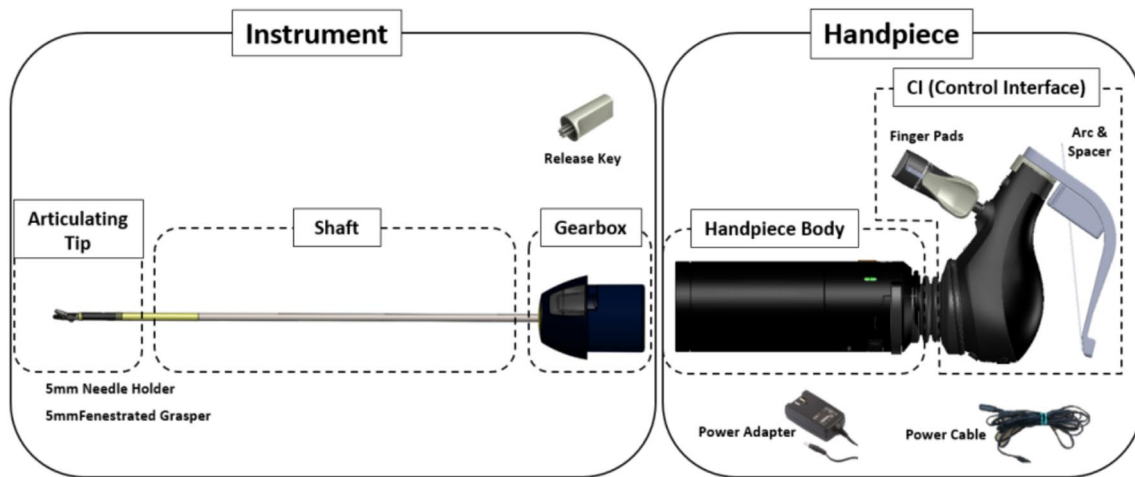 Instrument
Handpiece
CI (Control Interface)
Release Key
Finger Pads
Arc &
Spacer
Articulating
Tip
Shaft
Gearbox
Handpiece Body
5mm Needle Holder
5mmFenestrated Grasper
Power Adapter
Power Cable